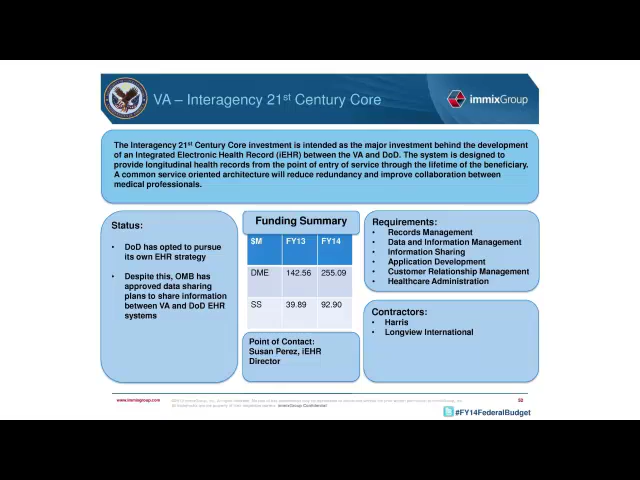 VA – Interagency 21st Century Core
immixGroup
The Interagency 21st Century Core investment is intended as the major investment behind the development
of an Integrated Electronic Health Record (iEHR) between the VA and DoD. The system is designed to
provide longitudinal health records from the point of entry of service through the lifetime of the beneficiary.
A common service oriented architecture will reduce redundancy and improve collaboration between
medical professionals.
Status:
• DoD has opted to pursue
its own EHR strategy
• Despite this, OMB has
approved data sharing
plans to share information
between VA and DoD EHR
systems
Funding Summary
$M FY13 FY14
DME 142.56 255.09
SS 39.89 92.90
Point of Contact:
Susan Perez, iEHR
Director
Requirements:
• Records Management
• Data and Information Management
• Information Sharing
• Application Development
• Customer Relationship Management
• Healthcare Administration
Contractors:
• Harris
• Longview International
www.immixgroup.com
immixGroup Confidential
#FY14FederalBudget